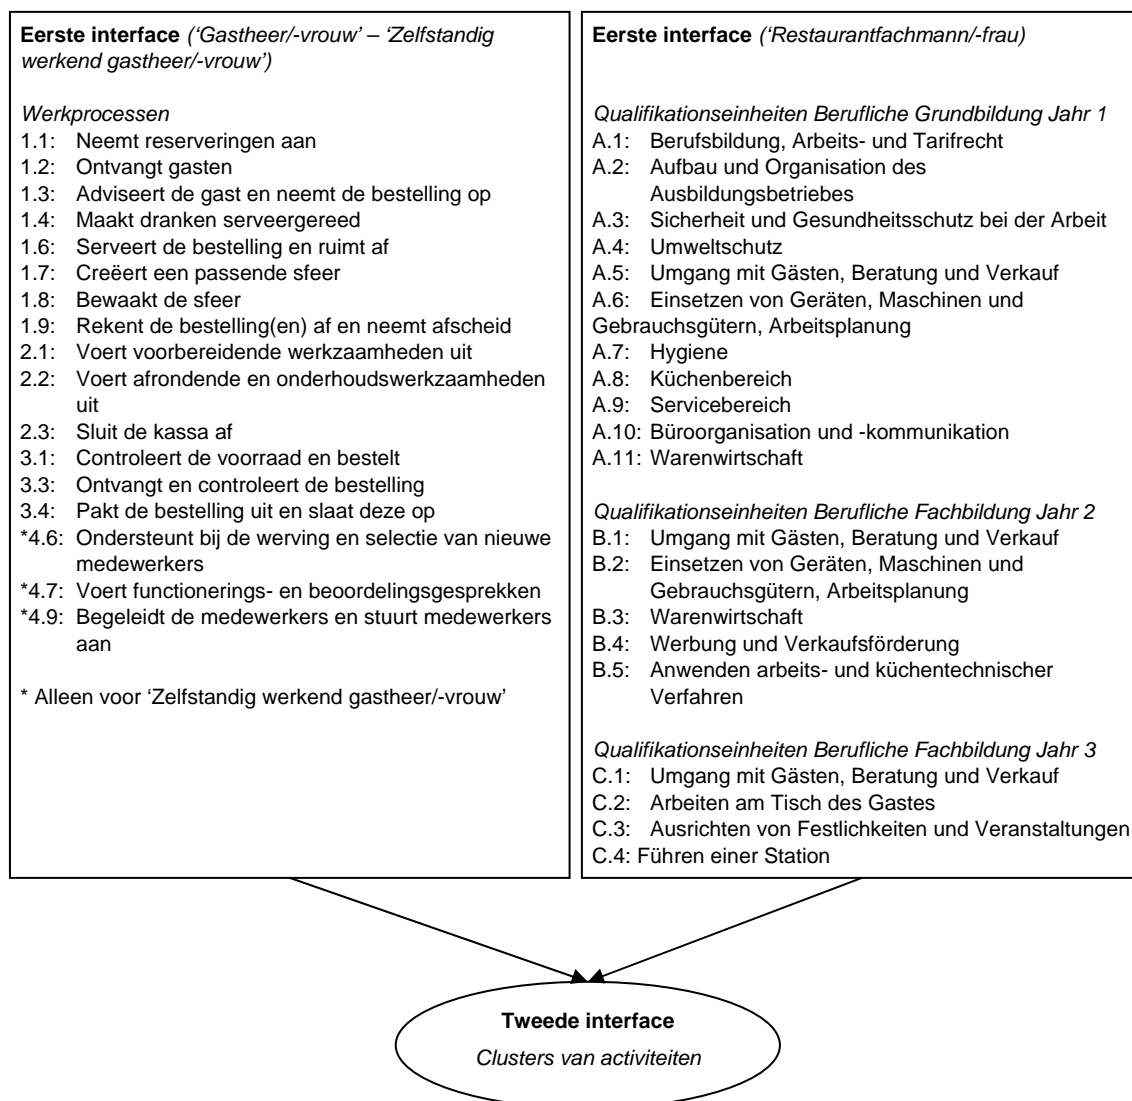 Eerste interface (‘Gastheer/-vrouw’ – ‘Zelfstandig
werkend gastheer/-vrouw’)
Werkprocessen
1.1: Neemt reserveringen aan
1.2: Ontvangt gasten
1.3: Adviseert de gast en neemt de bestelling op
1.4: Maakt dranken serveergereed
1.6: Serveert de bestelling en ruimt af
1.7: Creëert een passende sfeer
1.8: Bewaakt de sfeer
1.9: Rekent de bestelling(en) af en neemt afscheid
2.1: Voert voorbereidende werkzaamheden uit
2.2: Voert afrondende en onderhoudswerkzaamheden
uit
2.3: Sluit de kassa af
3.1: Controleert de voorraad en bestelt
3.3: Ontvangt en controleert de bestelling
3.4: Pakt de bestelling uit en slaat deze op
*4.6: Ondersteunt bij de werving en selectie van nieuwe
medewerkers
*4.7: Voert functionerings- en beoordelingsgesprekken
*4.9: Begeleidt de medewerkers en stuurt medewerkers
aan
* Alleen voor ‘Zelfstandig werkend gastheer/-vrouw’
Eerste interface (‘Restaurantfachmann/-frau)
Qualifikationseinheiten Berufliche Grundbildung Jahr 1
A.1: Berufsbildung, Arbeits- und Tarifrecht
A.2: Aufbau und Organisation des
Ausbildungsbetriebes
A.3: Sicherheit und Gesundheitsschutz bei der Arbeit
A.4: Umweltschutz
A.5: Umgang mit Gästen, Beratung und Verkauf
A.6: Einsetzen von Geräten, Maschinen und
Gebrauchsgütern, Arbeitsplanung
A.7: Hygiene
A.8: Küchenbereich
A.9: Servicebereich
A.10: Büroorganisation und -kommunikation
A.11: Warenwirtschaft
Qualifikationseinheiten Berufliche Fachbildung Jahr 2
B.1: Umgang mit Gästen, Beratung und Verkauf
B.2: Einsetzen von Geräten, Maschinen und
Gebrauchsgütern, Arbeitsplanung
B.3: Warenwirtschaft
B.4: Werbung und Verkaufsförderung
B.5: Anwenden arbeits- und küchentechnischer
Verfahren
Qualifikationseinheiten Berufliche Fachbildung Jahr 3
C.1: Umgang mit Gästen, Beratung und Verkauf
C.2: Arbeiten am Tisch des Gastes
C.3: Ausrichten von Festlichkeiten und Veranstaltungen
C.4: Führen einer Station
Tweede interface
Clusters van activiteiten